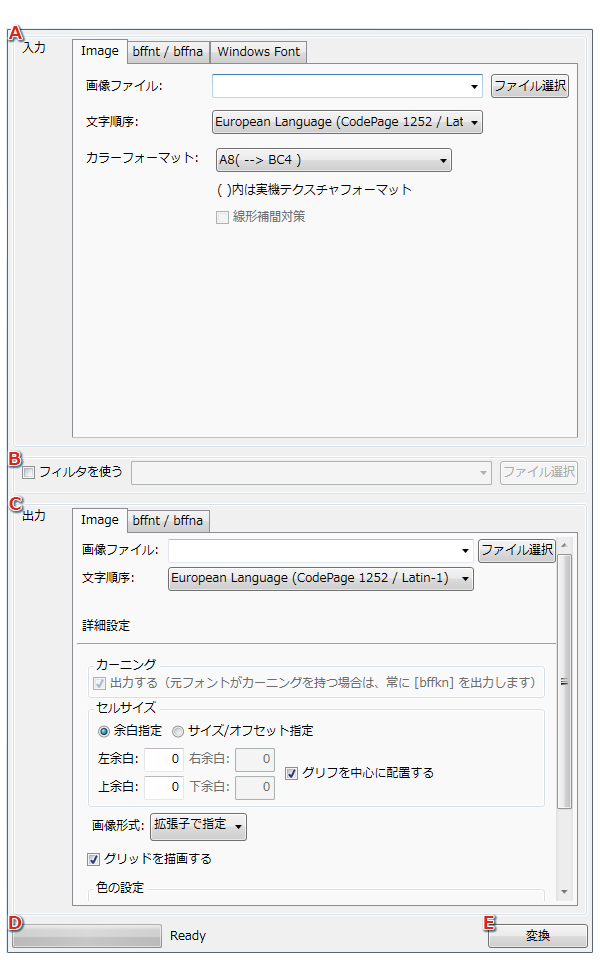 A
入力
Image bffnt / bffna Windows Font
画像ファイル: ファイル選択
文字順序: European Language (CodePage 1252 / Lat
カラーフォーマット: A8( --> BC4 )
( )内は実機テクスチャフォーマット
線形補間対策
B
フィルタを使う ファイル選択
C
出力
Image bffnt / bffna
画像ファイル: ファイル選択
文字順序: European Language (CodePage 1252 / Latin-1)
詳細設定
カーニング
出力する（元フォントがカーニングを持つ場合は、常に [bffkn] を出力します）
セルサイズ
余白指定 サイズ/オフセット指定
左余白: 0 右余白: 0
グリフを中心に配置する
上余白: 0 下余白: 0
画像形式: 拡張子で指定
グリッドを描画する
色の設定
D
Ready
E
変換